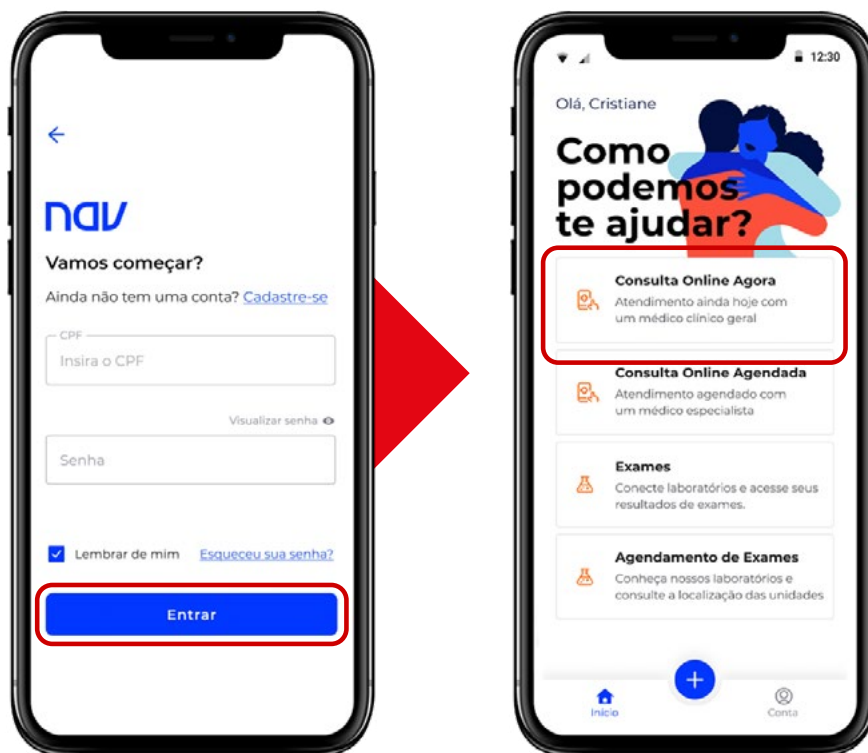 nav
Vamos começar?
Ainda não tem uma conta? Cadastre-se
CPF
Insira o CPF
Visualizar senha
Senha
Lembrar de mim Esqueceu sua senha?
Entrar
12:30
Olá, Cristiane
Como
podemos
te ajudar?
Consulta Online Agora
Atendimento ainda hoje com
um médico clínico geral
Consulta Online Agendada
Atendimento agendado com
um médico especialista
Exames
Conecte laboratórios e acesse seus
resultados de exames.
Agendamento de Exames
Conheça nossos laboratórios e
consulte a localização das unidades
Início
Conta